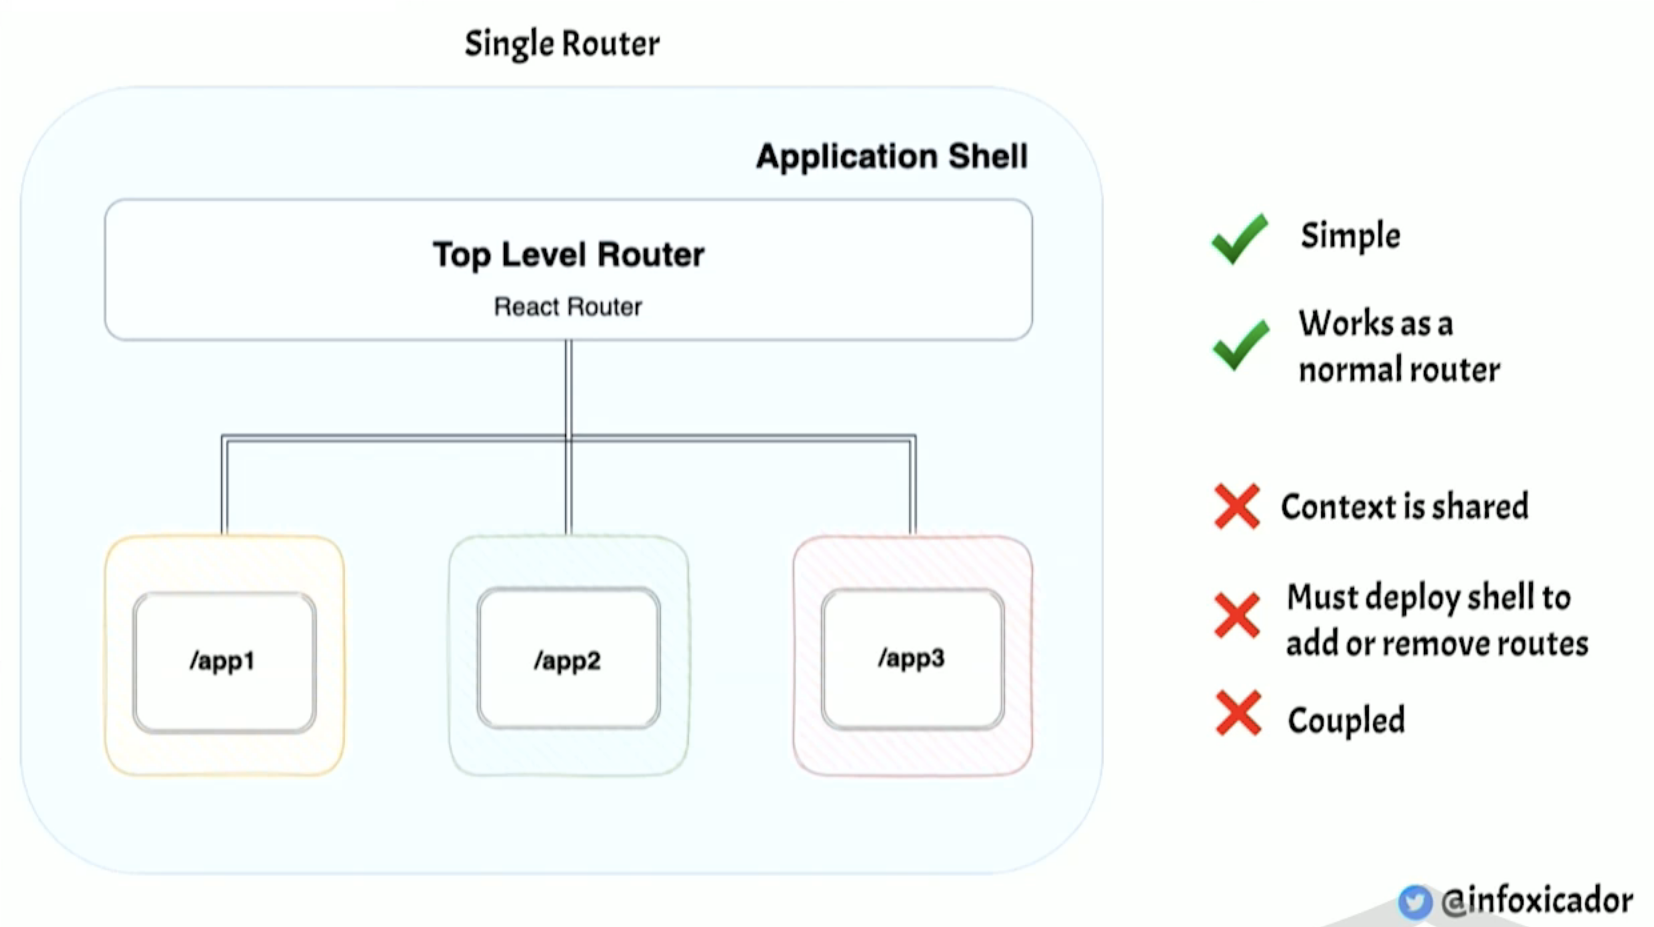 Single Router
Application Shell
Top Level Router
React Router
/app1
/app2
/app3
Simple
Works as a
normal router
Context is shared
Must deploy shell to
add or remove routes
Coupled
@infoxicador